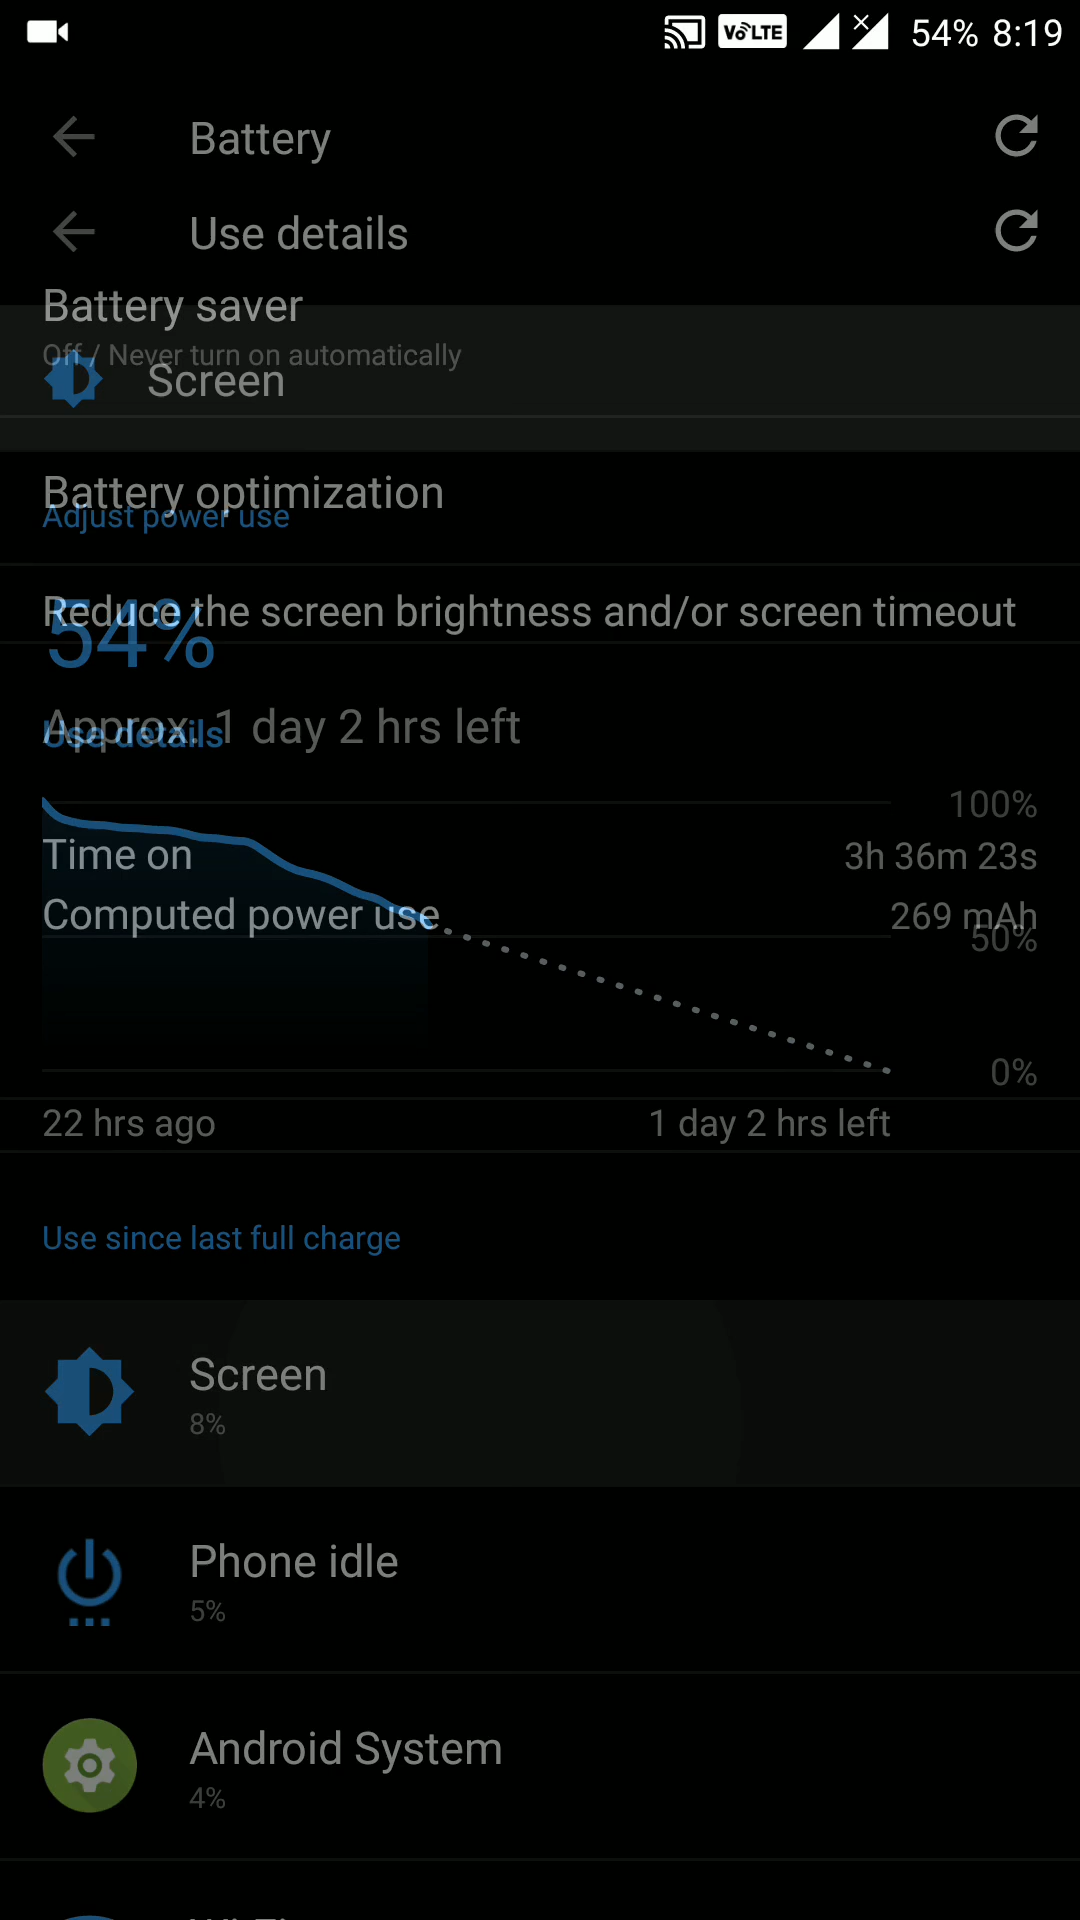 VoLTE 54% 8:19
Battery
Use details
Battery saver
Off / Never turn on automatically
Screen
Battery optimization
Adjust power use
Reduce the screen brightness and/or screen timeout
54%
Approx. 1 day 2 hrs left
Use details
100%
Time on 3h 36m 23s
Computed power use 269 mAh
50%
0%
22 hrs ago 1 day 2 hrs left
Use since last full charge
Screen
8%
Phone idle
5%
Android System
4%